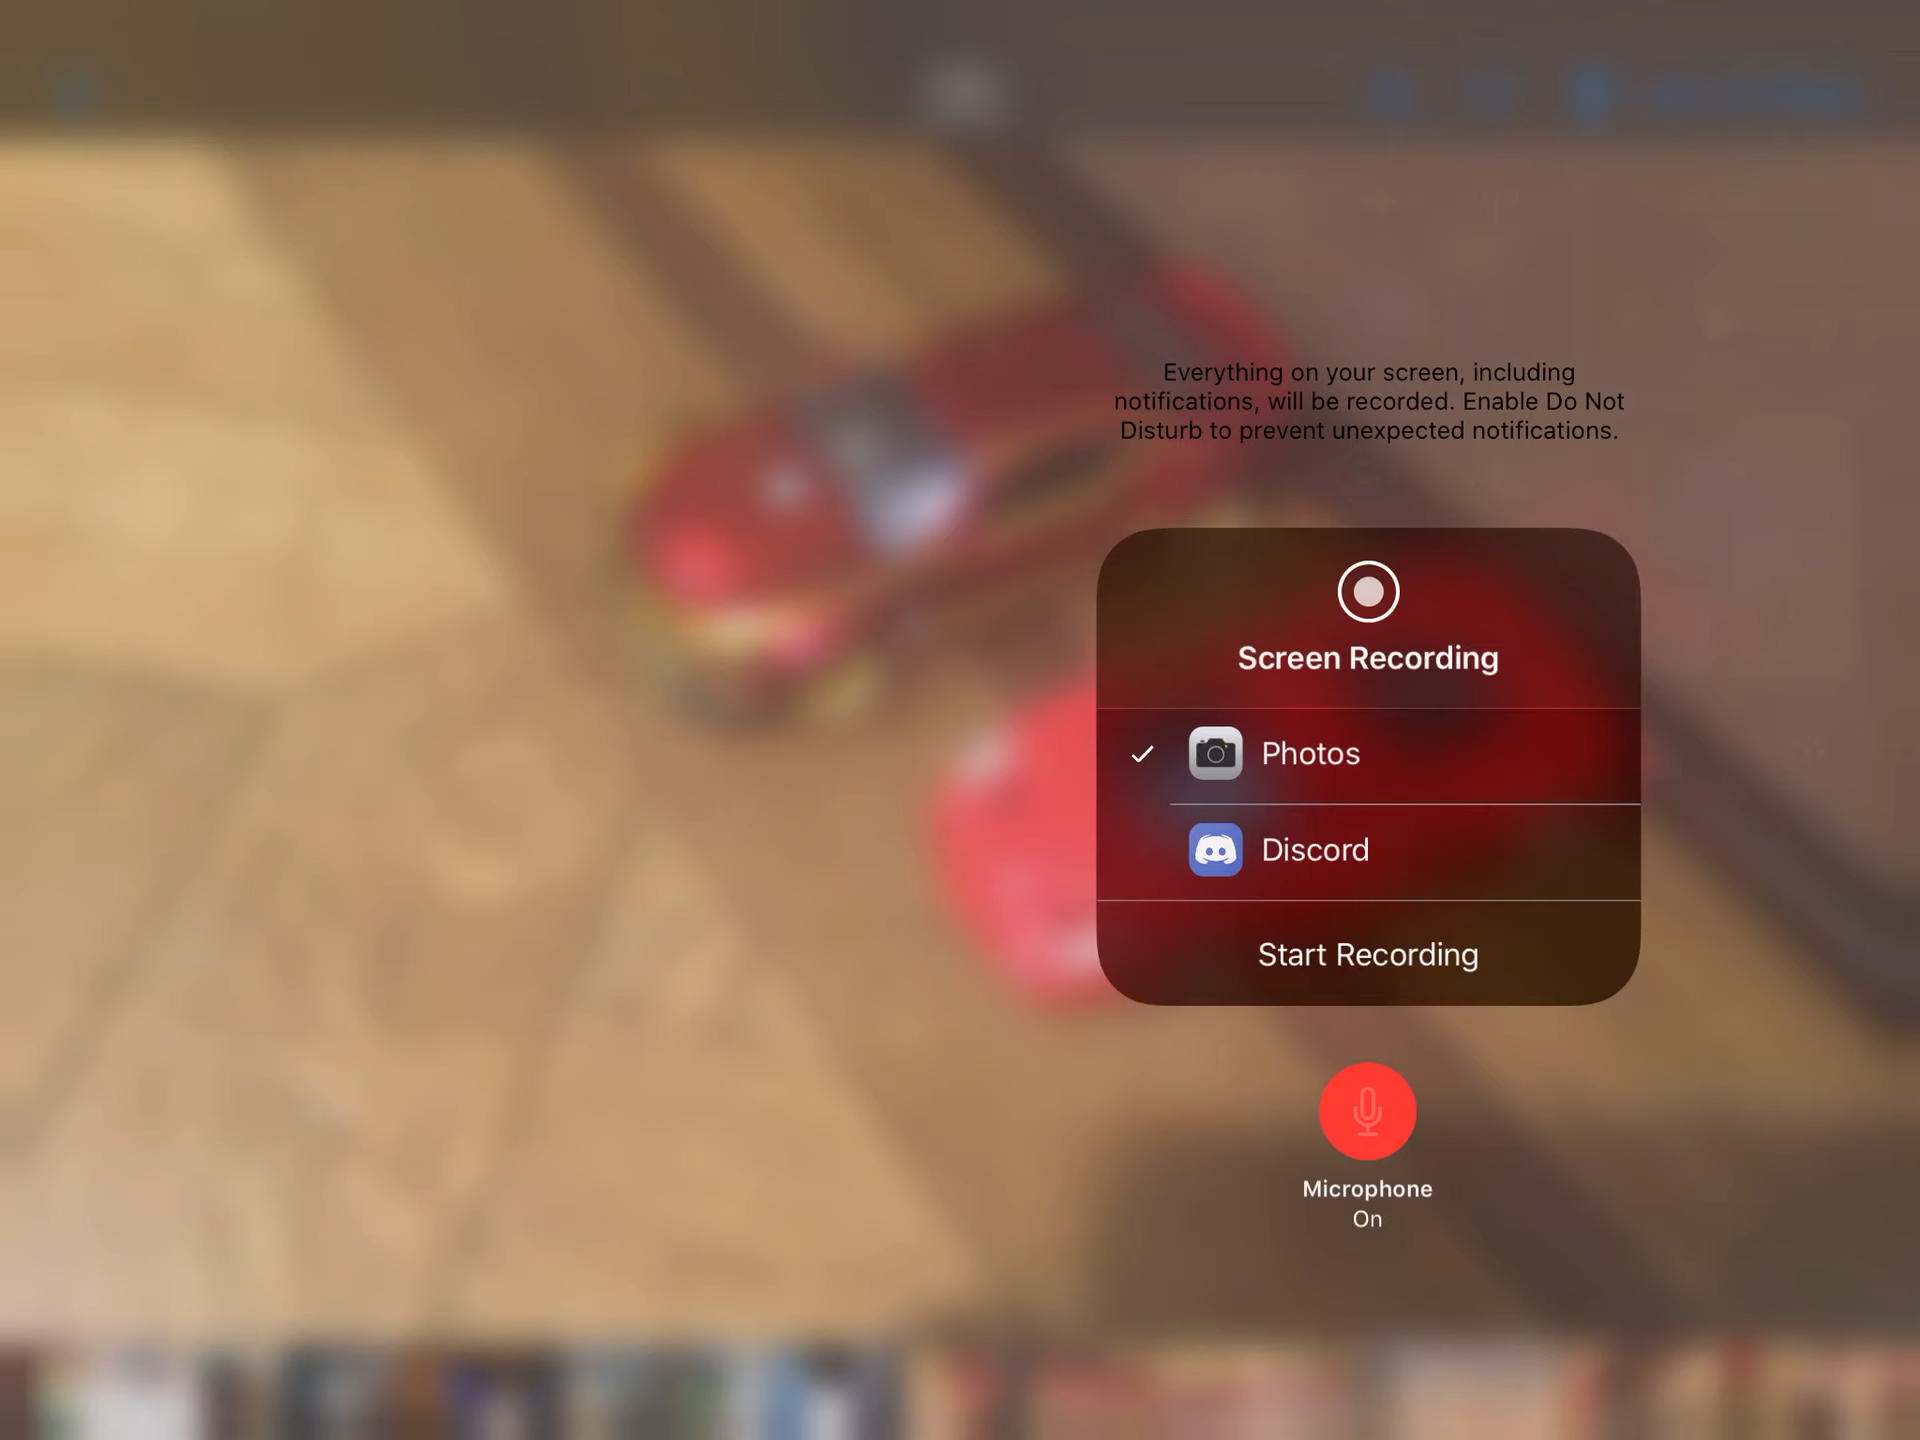 Everything on your screen, including
notifications, will be recorded. Enable Do Not
Disturb to prevent unexpected notifications.
Screen Recording
Photos
Discord
Start Recording
Microphone
On